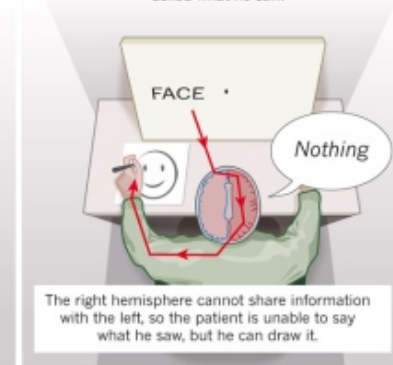 FACE
Nothing
The right hemisphere cannot share information
with the left, so the patient is unable to say
what he saw, but he can draw it.